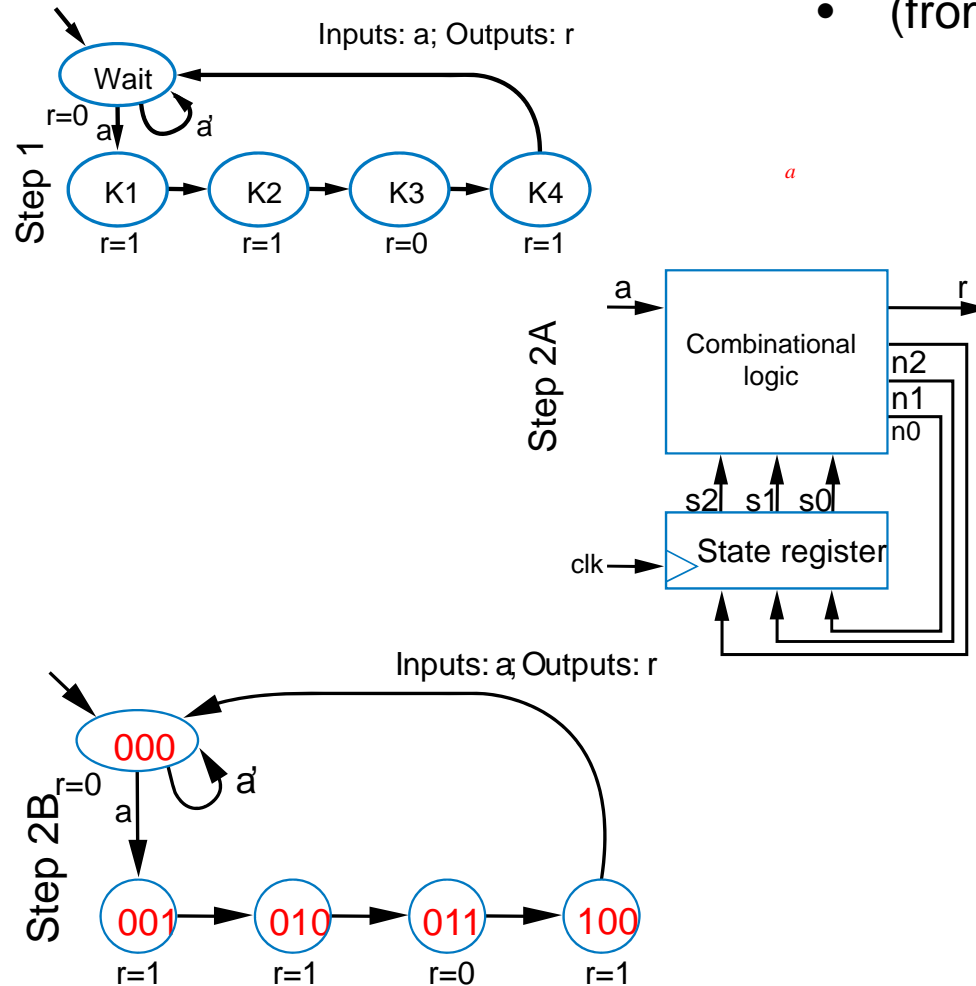 • (from
Inputs: a; Outputs: r
Wait
r=0
a
a'
Step 1
K1
K2
K3
K4
r=1
r=1
r=0
r=1
a
Step 2A
a
r
Combinational
logic
n2
n1
n0
s2 s1 s0
clk
State register
Inputs: a; Outputs: r
Step 2B
000
r=0
a
a'
001
010
011
100
r=1
r=1
r=0
r=1